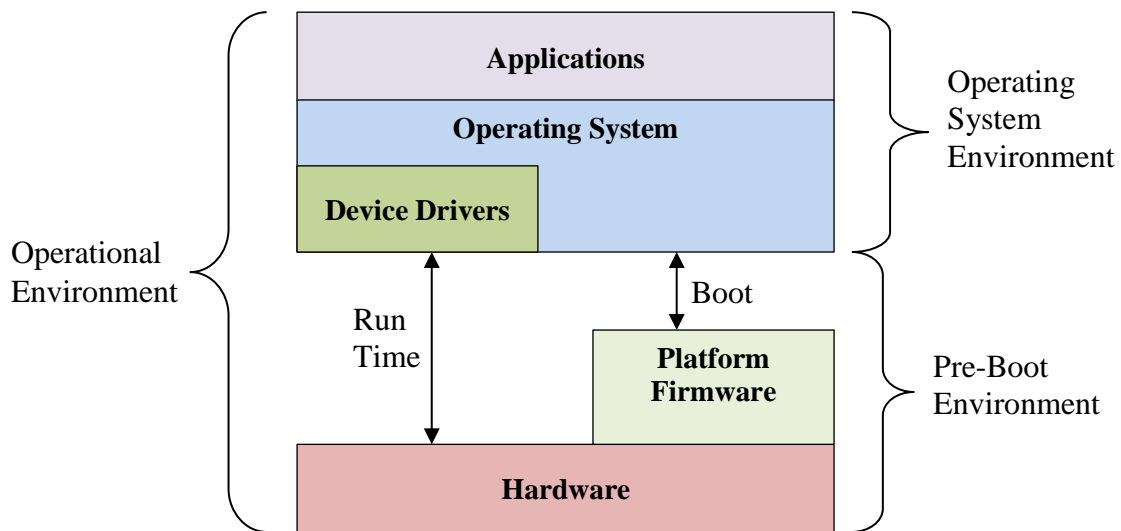 Applications
Operating System
Device Drivers
Operating
System
Environment
Operational
Environment
Run
Time
Boot
Platform
Firmware
Pre-Boot
Environment
Hardware